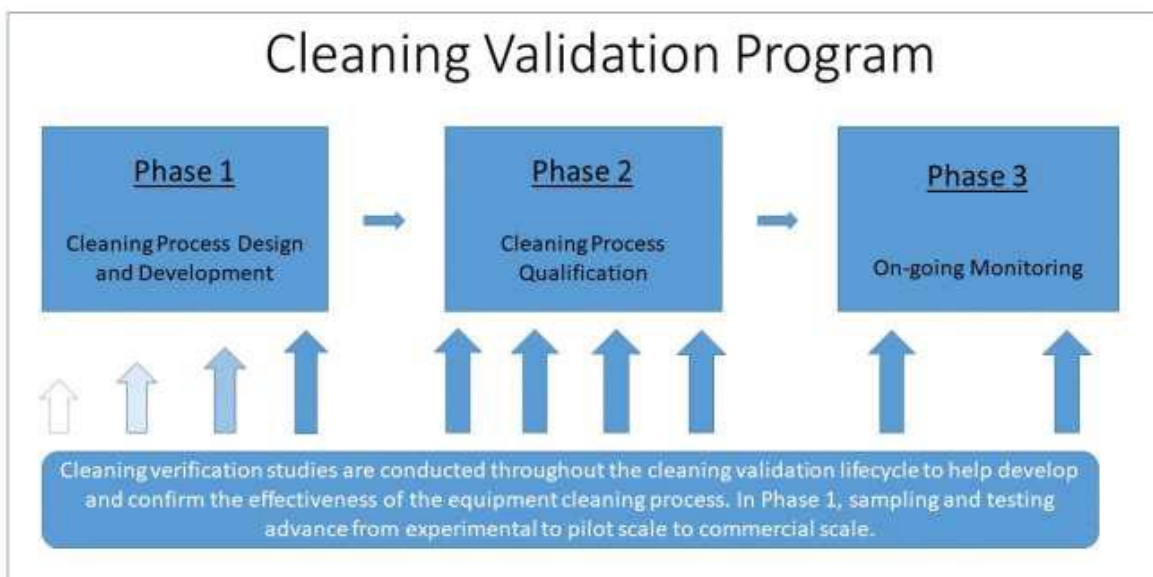 Cleaning Validation Program
Phase 1
Cleaning Process Design
and Development
Phase 2
Cleaning Process
Qualification
Phase 3
On-going Monitoring
Cleaning verification studies are conducted throughout the cleaning validation lifecycle to help develop
and confirm the effectiveness of the equipment cleaning process. In Phase 1, sampling and testing
advance from experimental to pilot scale to commercial scale.